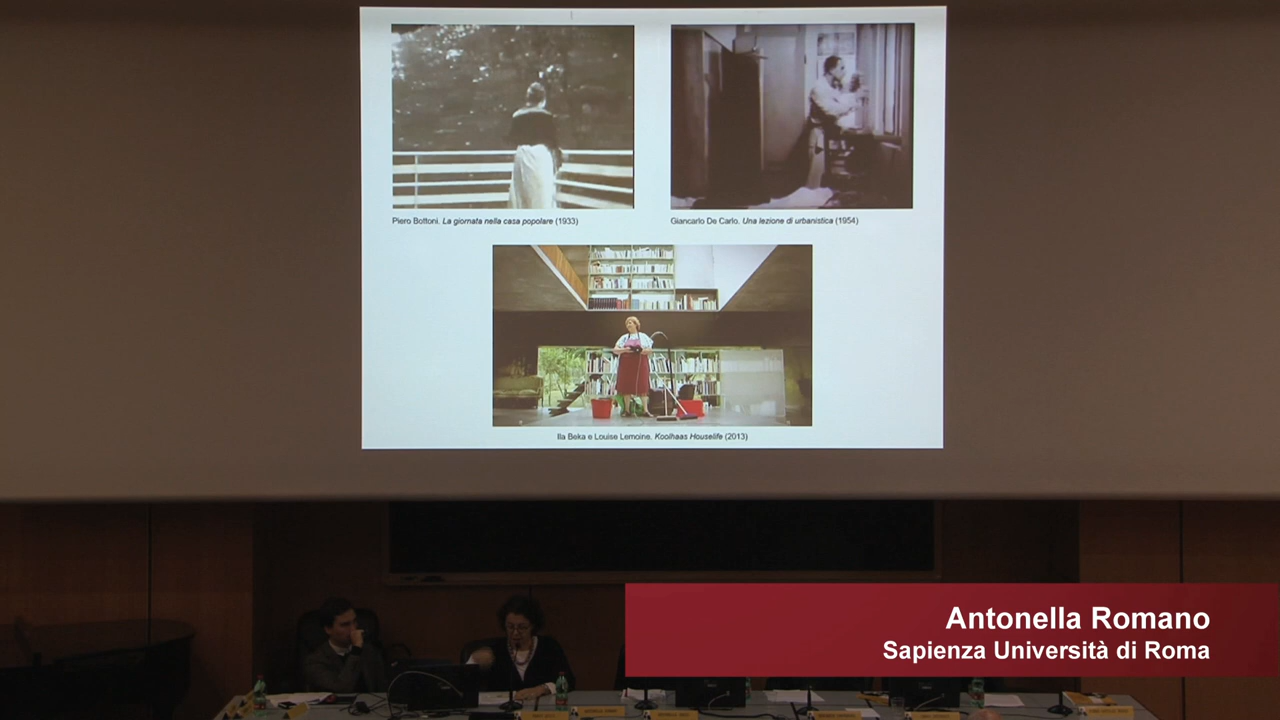 Piero Bottoni. La giornata nella casa popolare (1933)
Giancarlo De Carlo. Una lezione di urbanistica (1954)
Ila Beka e Louise Lemoine. Koolhaas Houselife (2013)
Antonella Romano
Sapienza Università di Roma